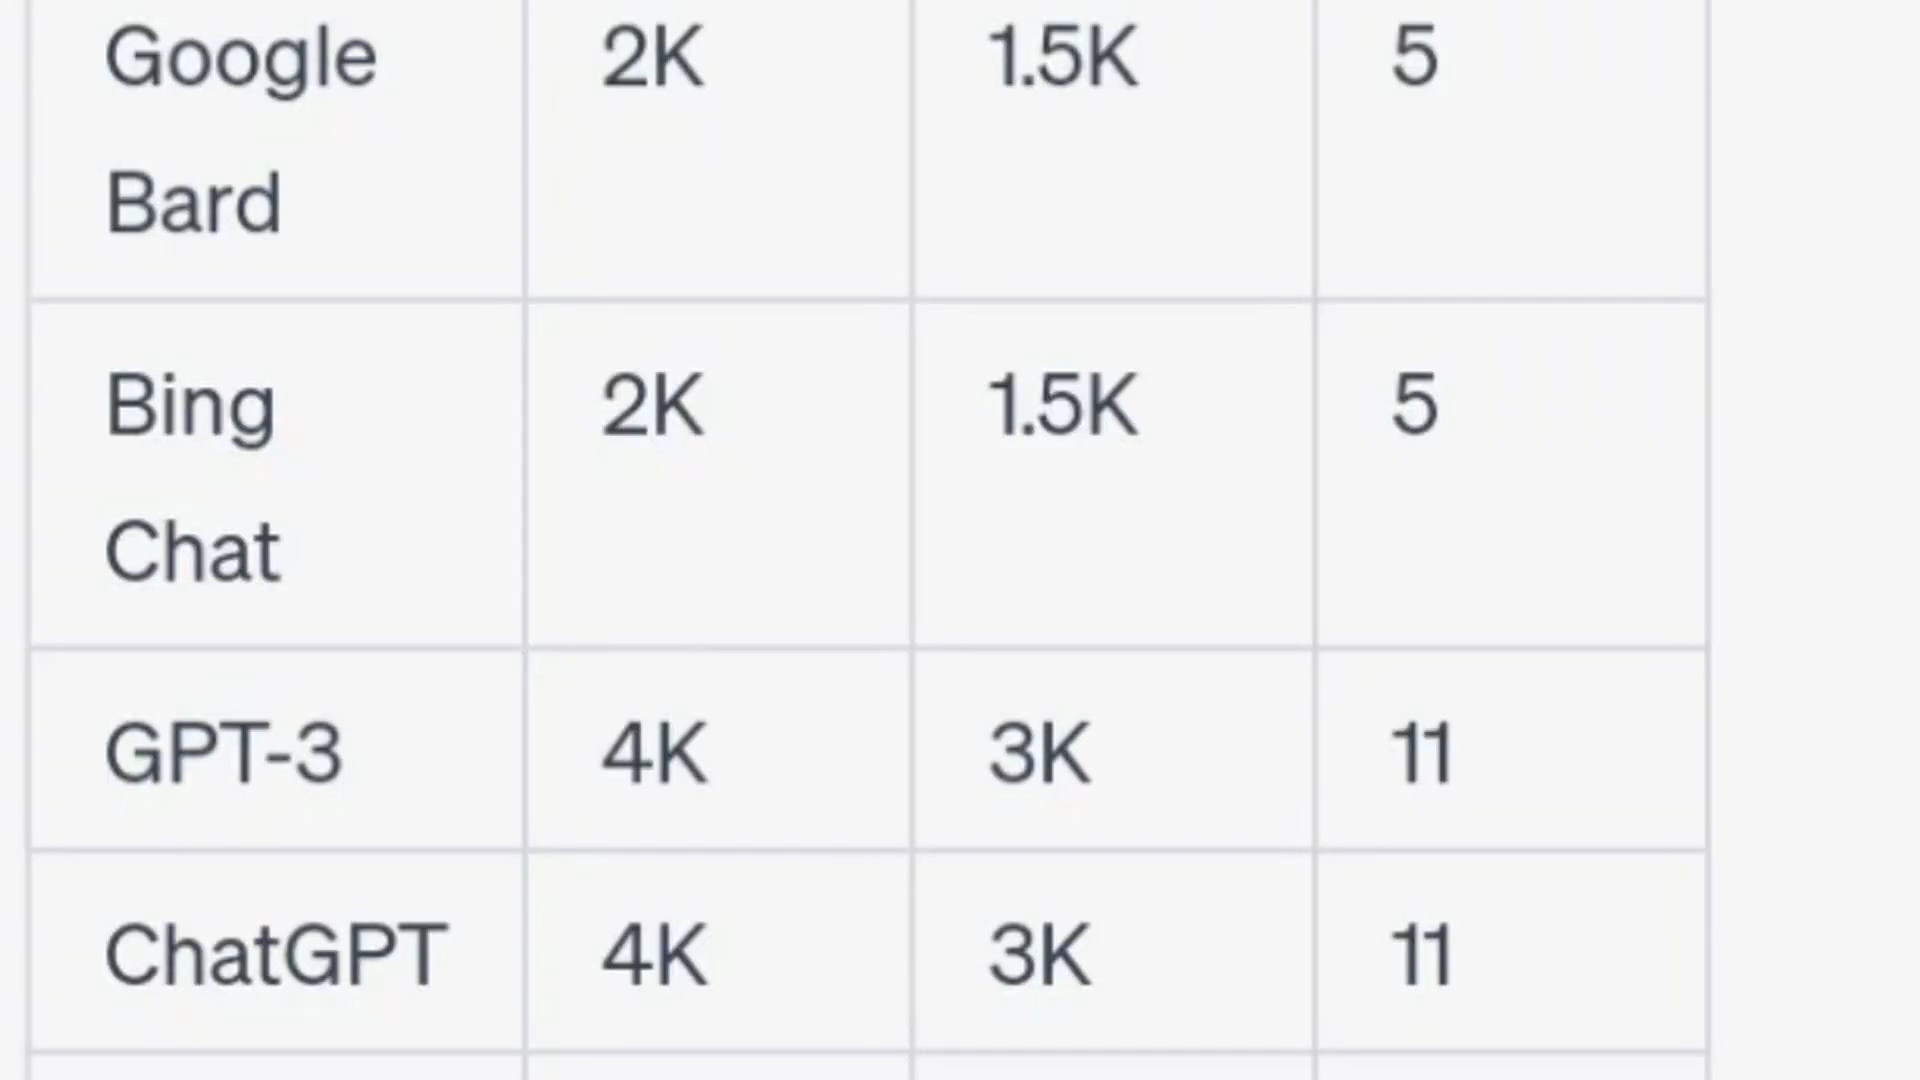 Google Bard 2K 1.5K 5
Bing Chat 2K 1.5K 5
GPT-3 4K 3K 11
ChatGPT 4K 3K 11